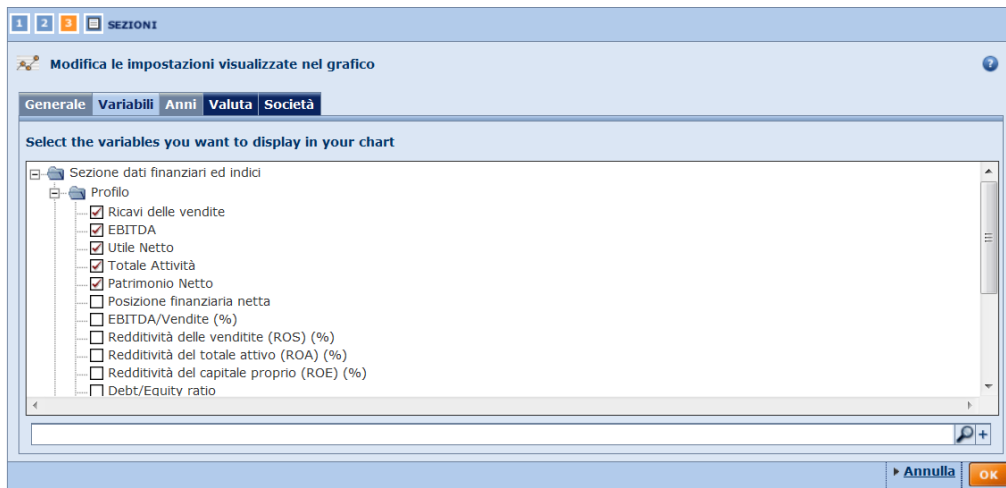 1 2 3 SEZIONI
Modifica le impostazioni visualizzate nel grafico ?
Generale Variabili Anni Valuta Società
Select the variables you want to display in your chart
Sezione dati finanziari ed indici
Profilo
Ricavi delle vendite
EBITDA
Utile Netto
Totale Attività
Patrimonio Netto
Posizione finanziaria netta
EBITDA/Vendite (%)
Redditività delle venditite (ROS) (%)
Redditività del totale attivo (ROA) (%)
Redditività del capitale proprio (ROE) (%)
Debt/Equity ratio
+
Annulla OK